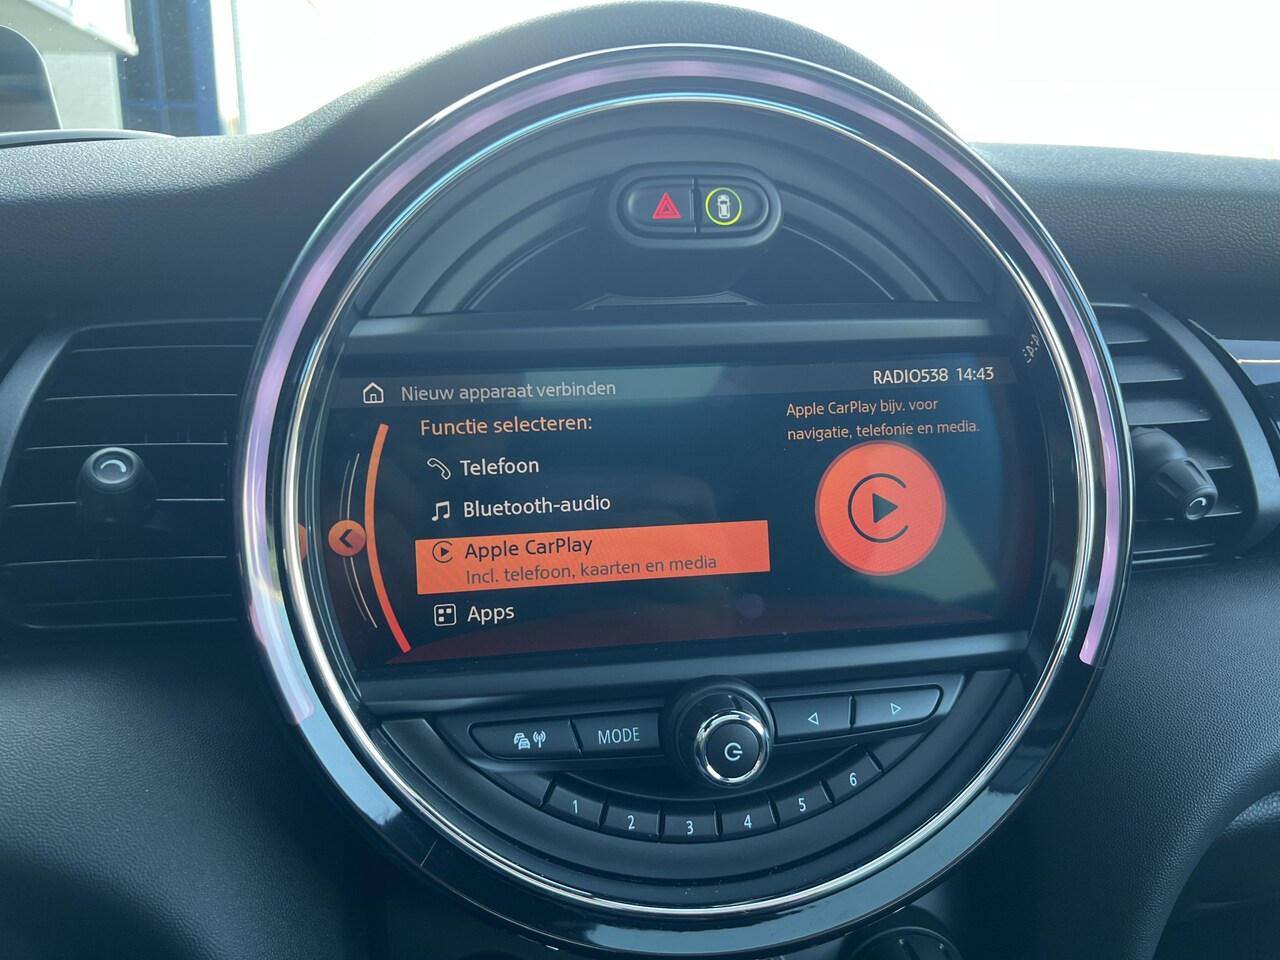 Nieuw apparaat verbinden
RADIO538 14:43
Functie selecteren:
Telefoon
Bluetooth-audio
Apple CarPlay
Incl. telefoon, kaarten en media
Apps
Apple CarPlay bijv. voor
navigatie, telefonie en media.
MODE
1 2 3 4 5 6